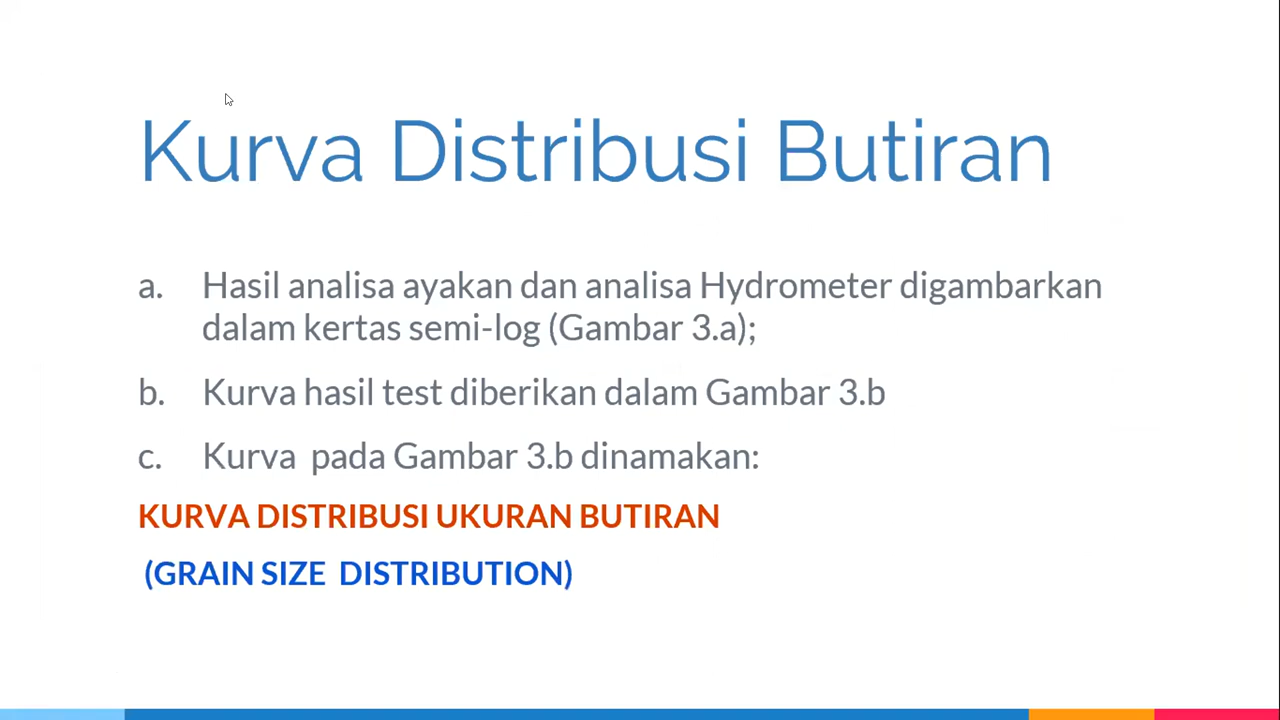 Kurva Distribusi Butiran
a. Hasil analisa ayakan dan analisa Hydrometer digambarkan
dalam kertas semi-log (Gambar 3.a);
b. Kurva hasil test diberikan dalam Gambar 3.b
c. Kurva pada Gambar 3.b dinamakan:
KURVA DISTRIBUSI UKURAN BUTIRAN
(GRAIN SIZE DISTRIBUTION)